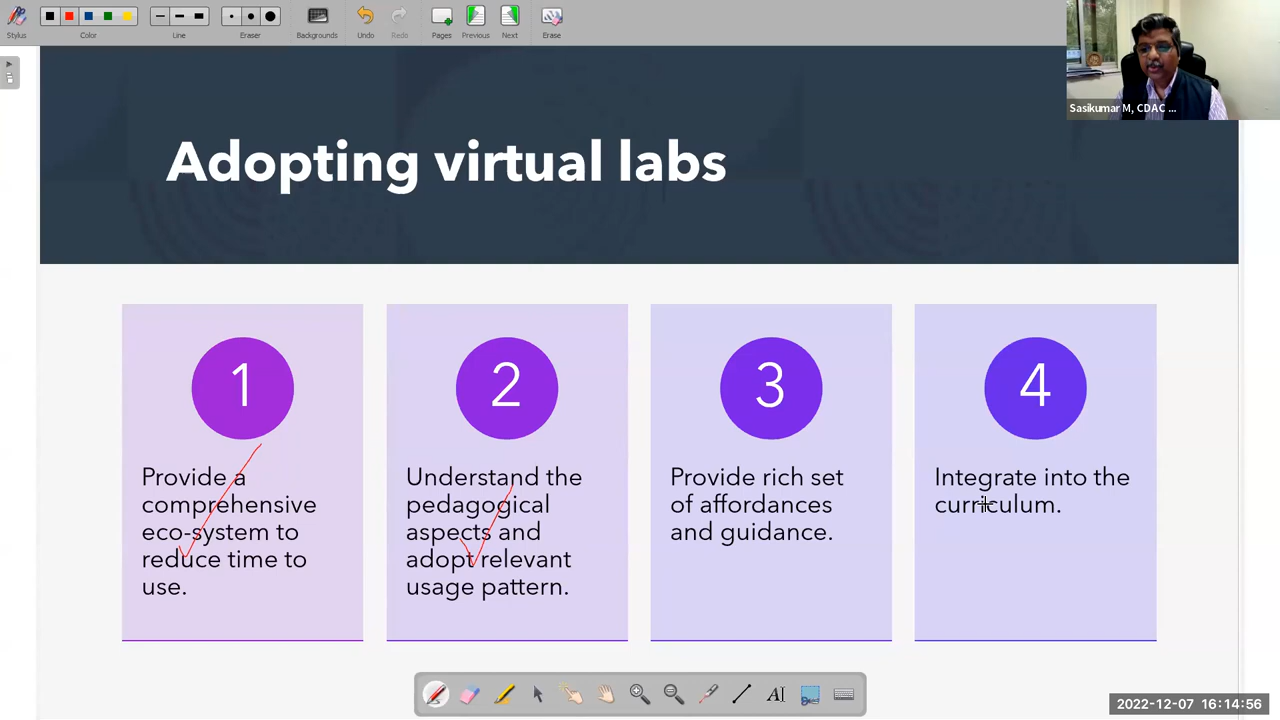 Stylus
Color
Line
Eraser
Backgrounds
Undo
Redo
Pages
Previous
Next
Erase
Sasikumar M, CDAC ...
Adopting virtual labs
1
Provide a
comprehensive
eco-system to
reduce time to
use.
2
Understand the
pedagogical
aspects and
adopt relevant
usage pattern.
3
Provide rich set
of affordances
and guidance.
4
Integrate into the
curriculum.
AI
2022-12-07 16:14:56